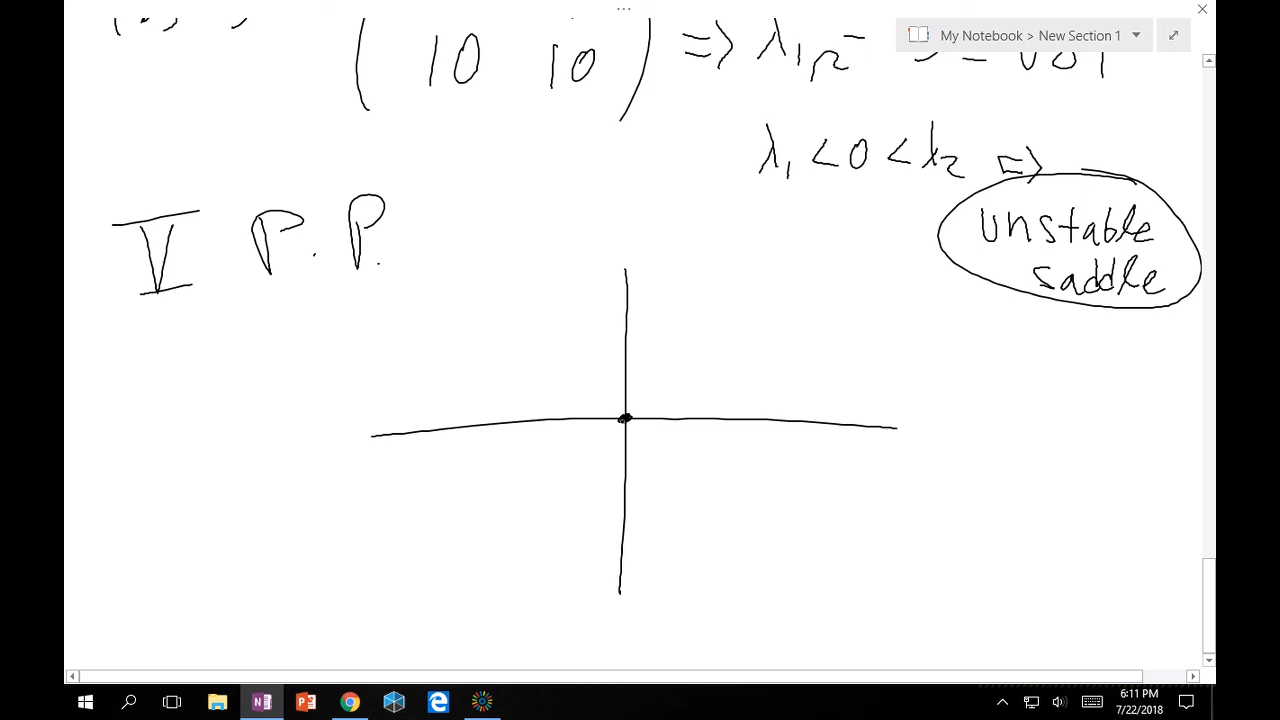 My Notebook > New Section 1
10 10 ) => λ1,2 =
λ1 < 0 < λ2 =>
V P. P.
unstable
saddle
6:11 PM
7/22/2018